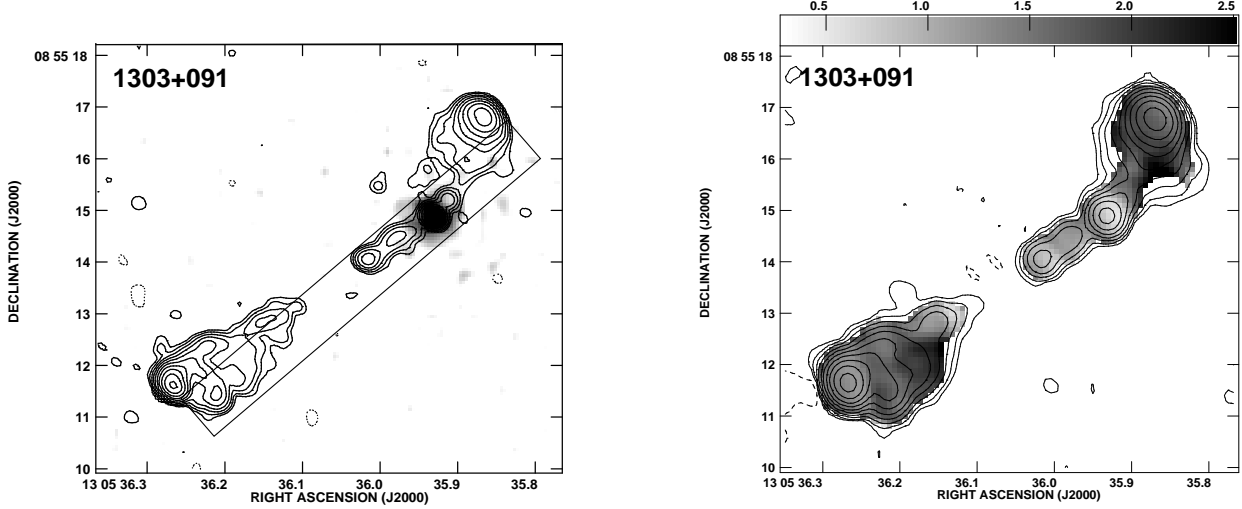 0.5 1.0 1.5 2.0 2.5
08 55 18
1303+091
17
16
15
14
13
12
11
10
DECLINATION (J2000)
13 05 36.3 36.2 36.1 36.0 35.9 35.8
RIGHT ASCENSION (J2000)
08 55 18
1303+091
17
16
15
14
13
12
11
10
DECLINATION (J2000)
13 05 36.3 36.2 36.1 36.0 35.9 35.8
RIGHT ASCENSION (J2000)